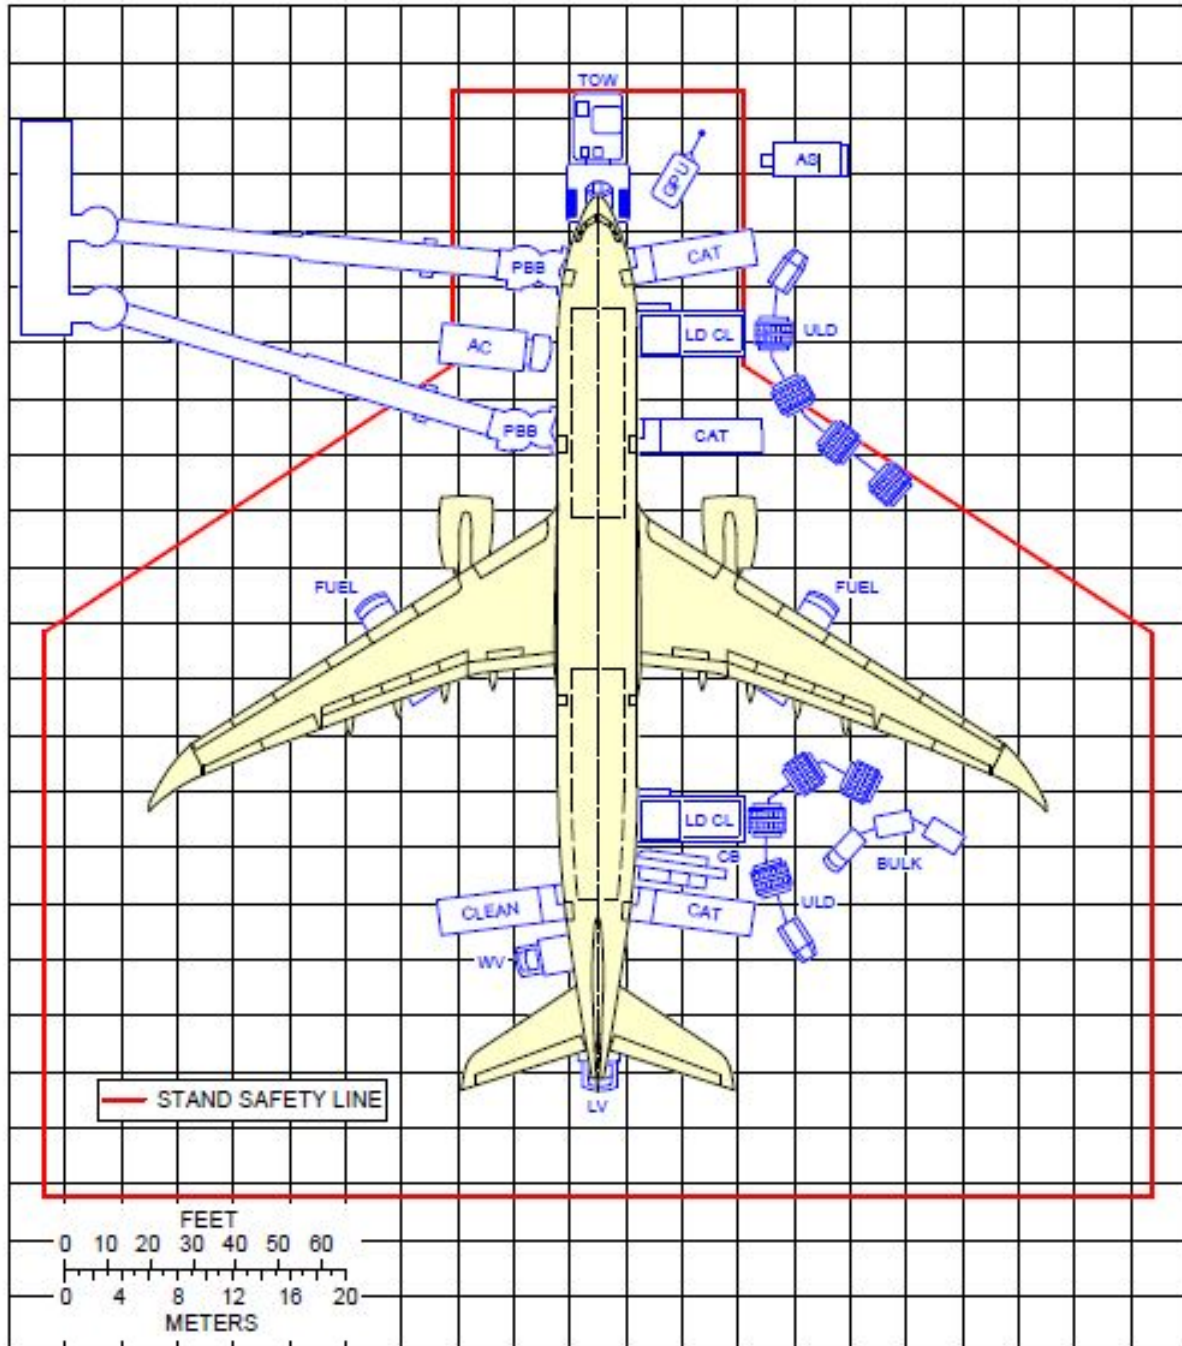 TOW
GPU
AS
PBB
CAT
AC
LD CL
ULD
PBB
CAT
FUEL
FUEL
LD CL
CB
BULK
CLEAN
CAT
ULD
WV
LV
STAND SAFETY LINE
FEET
0 10 20 30 40 50 60
0 4 8 12 16 20
METERS